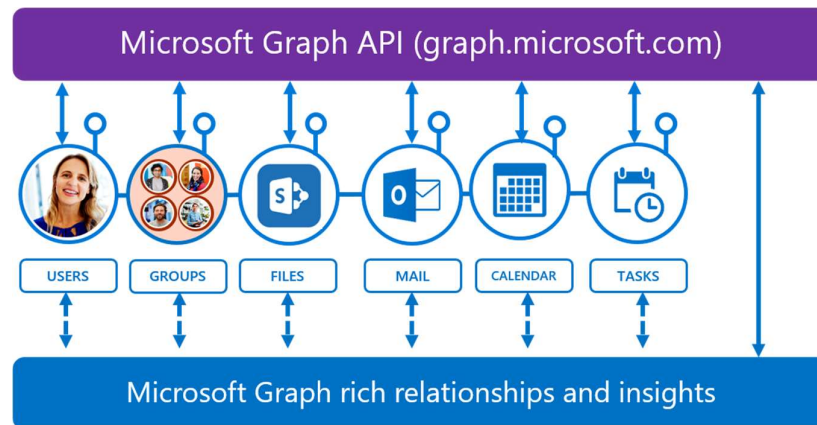 Microsoft Graph API (graph.microsoft.com)
S
O
USERS
GROUPS
FILES
MAIL
CALENDAR
TASKS
Microsoft Graph rich relationships and insights